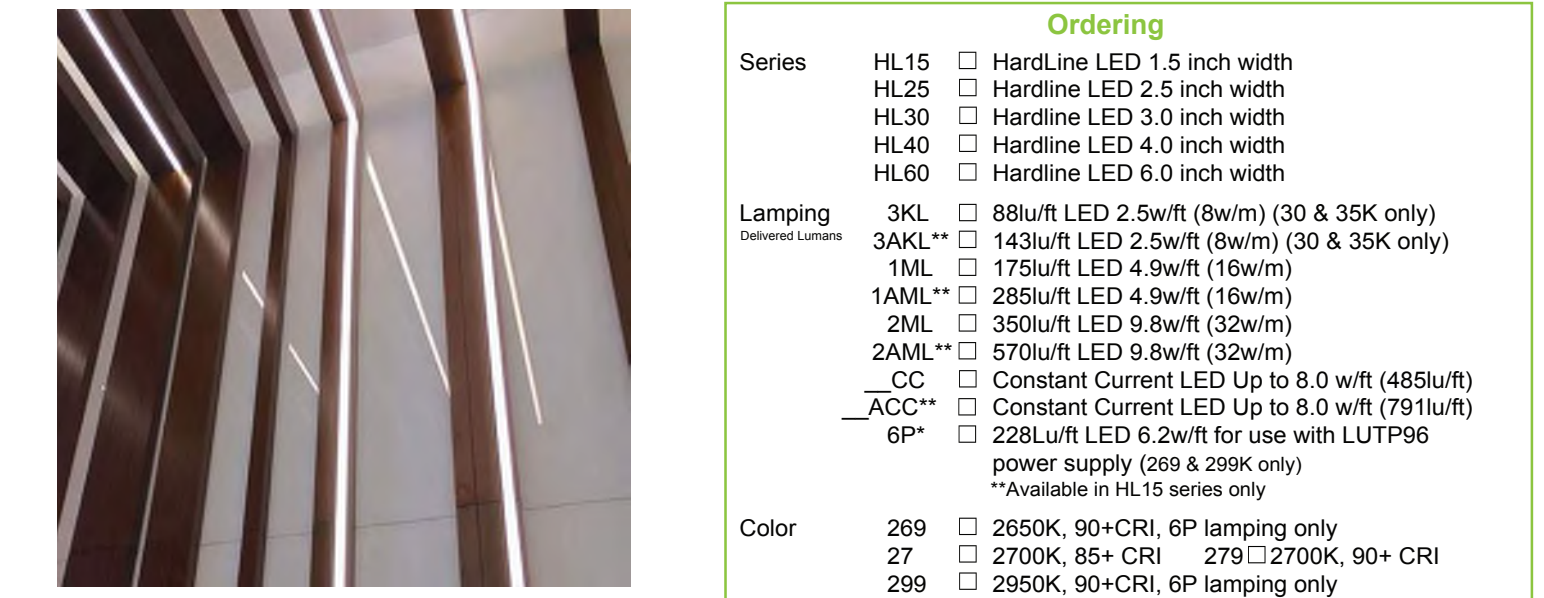 Ordering
Series HL15 ☐ HardLine LED 1.5 inch width
HL25 ☐ Hardline LED 2.5 inch width
HL30 ☐ Hardline LED 3.0 inch width
HL40 ☐ Hardline LED 4.0 inch width
HL60 ☐ Hardline LED 6.0 inch width
Lamping 3KL ☐ 88lu/ft LED 2.5w/ft (8w/m) (30 & 35K only)
Delivered Lumans 3AKL** ☐ 143lu/ft LED 2.5w/ft (8w/m) (30 & 35K only)
1ML ☐ 175lu/ft LED 4.9w/ft (16w/m)
1AML** ☐ 285lu/ft LED 4.9w/ft (16w/m)
2ML ☐ 350lu/ft LED 9.8w/ft (32w/m)
2AML** ☐ 570lu/ft LED 9.8w/ft (32w/m)
__CC ☐ Constant Current LED Up to 8.0 w/ft (485lu/ft)
__ACC** ☐ Constant Current LED Up to 8.0 w/ft (791lu/ft)
6P* ☐ 228Lu/ft LED 6.2w/ft for use with LUTP96
power supply (269 & 299K only)
**Available in HL15 series only
Color 269 ☐ 2650K, 90+CRI, 6P lamping only
27 ☐ 2700K, 85+ CRI 279 ☐ 2700K, 90+ CRI
299 ☐ 2950K, 90+CRI, 6P lamping only